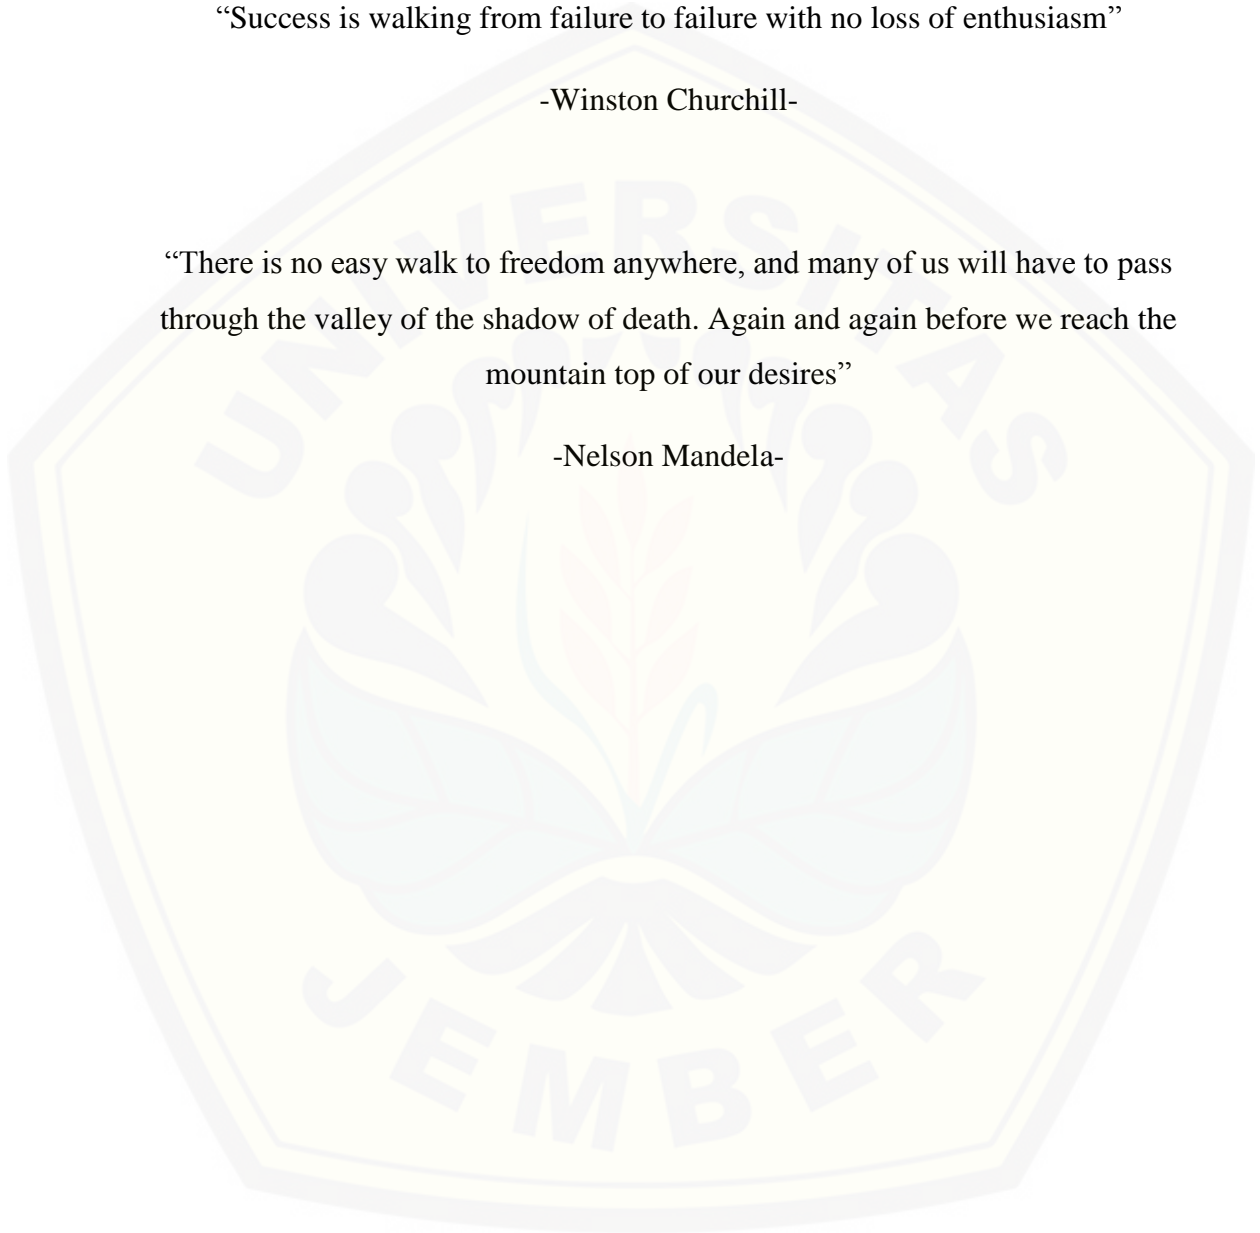 “Success is walking from failure to failure with no loss of enthusiasm”
-Winston Churchill-
“There is no easy walk to freedom anywhere, and many of us will have to pass
through the valley of the shadow of death. Again and again before we reach the
mountain top of our desires”
-Nelson Mandela-
UNIVERSITAS
JEMBER